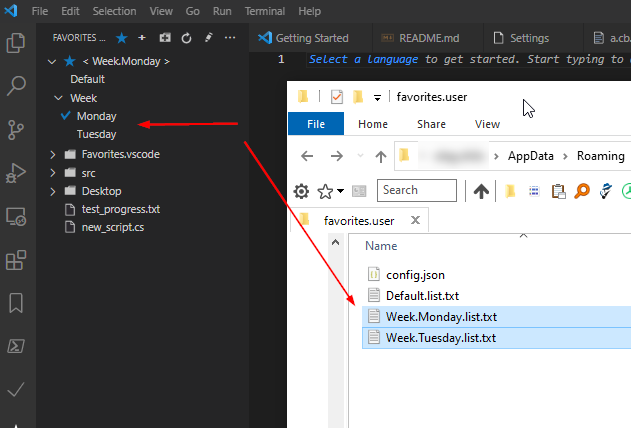 File Edit Selection View Go Run Terminal Help
FAVORITES ...
< Week.Monday >
Default
Week
Monday
Tuesday
Favorites.vscode
src
Desktop
test_progress.txt
new_script.cs
Getting Started README.md Settings a.cb
1 Select a language to get started. Start typing to
favorites.user
File Home Share View
AppData Roaming
Search
favorites.user
Name
config.json
Default.list.txt
Week.Monday.list.txt
Week.Tuesday.list.txt